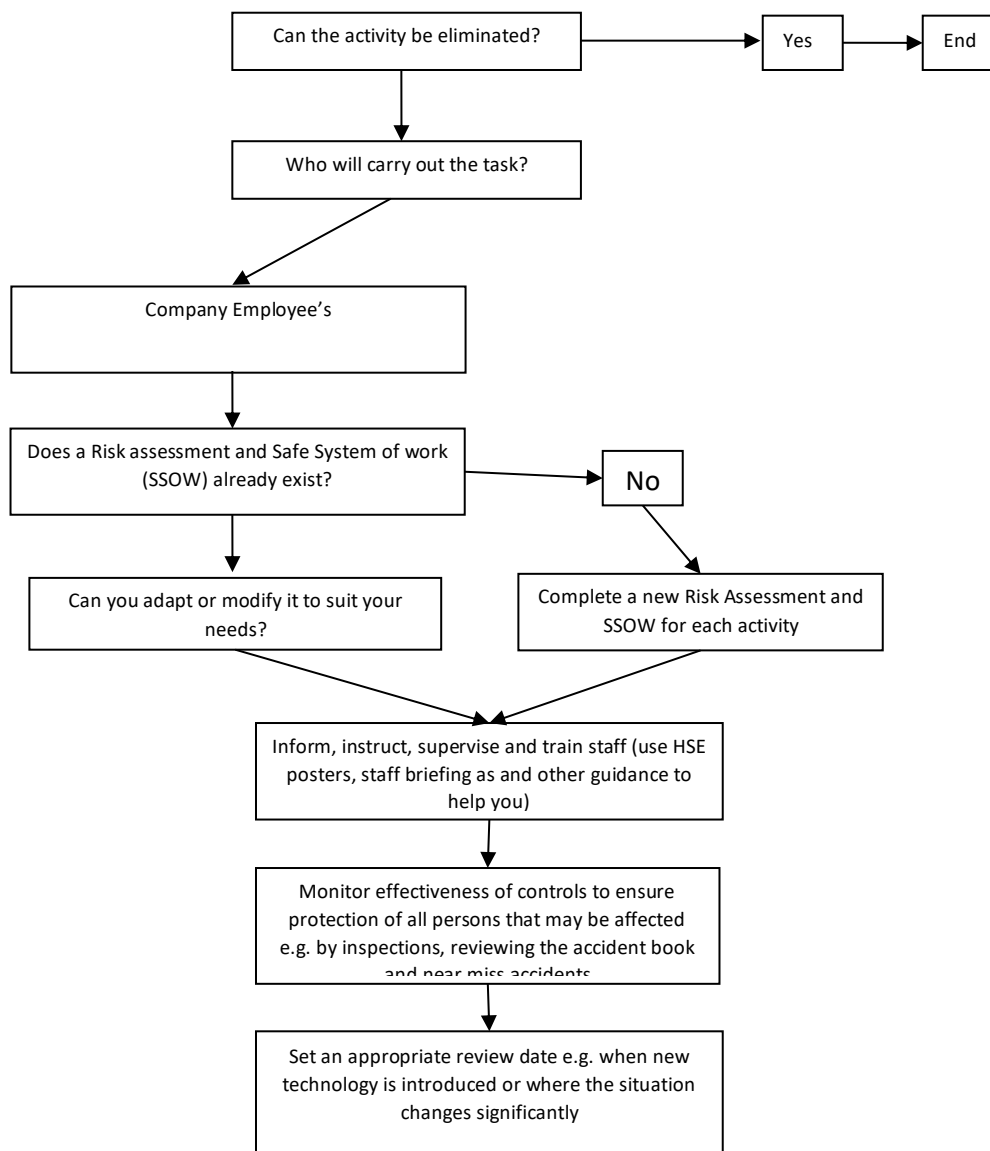 Can the activity be eliminated?
Yes
End
Who will carry out the task?
Company Employee’s
Does a Risk assessment and Safe System of work
(SSOW) already exist?
No
Can you adapt or modify it to suit your
needs?
Complete a new Risk Assessment and
SSOW for each activity
Inform, instruct, supervise and train staff (use HSE
posters, staff briefing as and other guidance to
help you)
Monitor effectiveness of controls to ensure
protection of all persons that may be affected
e.g. by inspections, reviewing the accident book
and near miss accidents
Set an appropriate review date e.g. when new
technology is introduced or where the situation
changes significantly